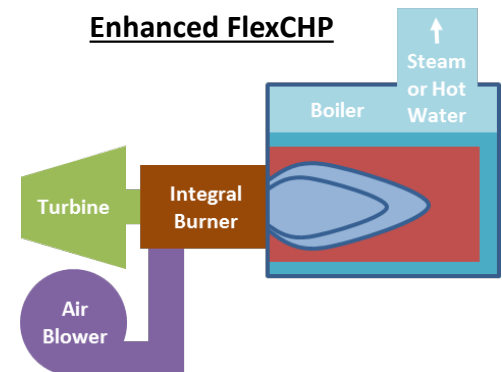 Enhanced FlexCHP
Steam
or Hot
Water
Boiler
Integral
Burner
Turbine
Air
Blower